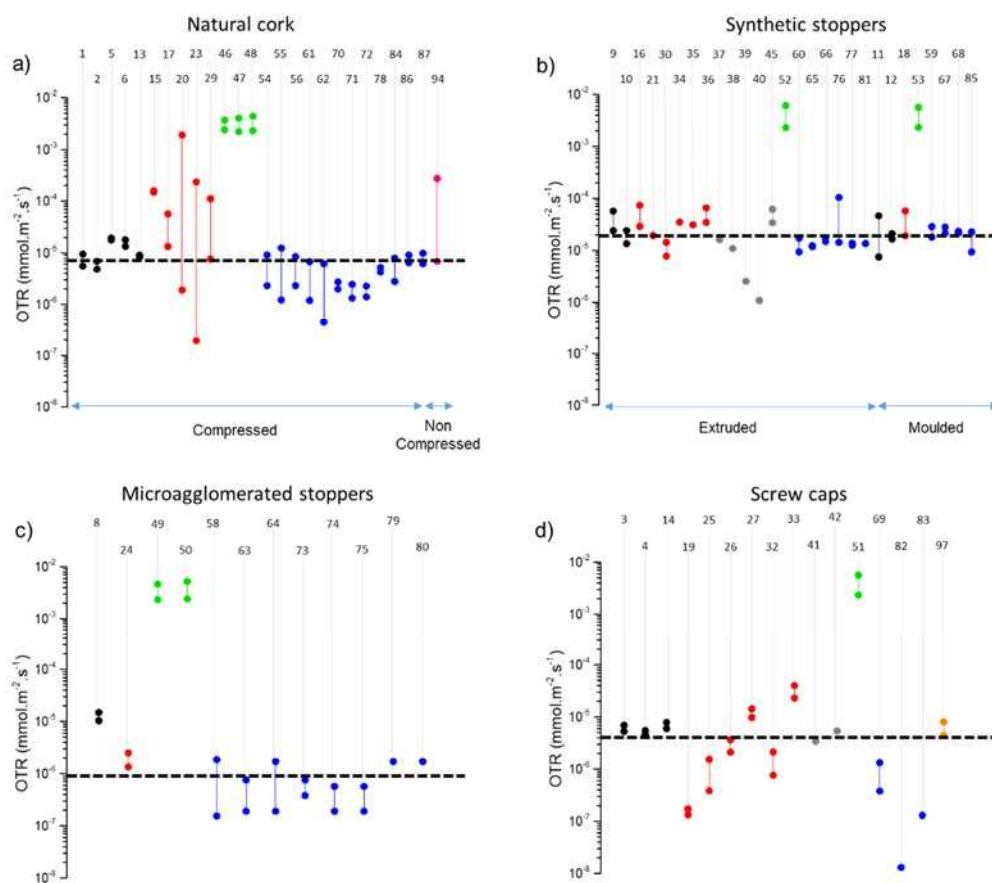 Natural cork
a)
1 5 13 17 23 46 48 55 61 70 72 84 87
2 6 15 20 29 47 54 56 62 71 78 86 94
10⁻²
10⁻³
10⁻⁴
10⁻⁵
10⁻⁶
10⁻⁷
10⁻⁸
OTR (mmol.m⁻².s⁻¹)
Compressed
Non
Compressed
Synthetic stoppers
b)
9 16 30 35 37 39 45 60 66 77 11 18 59 68
10 21 34 36 38 40 52 65 76 81 12 53 67 85
10⁻²
10⁻³
10⁻⁴
10⁻⁵
10⁻⁶
10⁻⁷
10⁻⁸
OTR (mmol.m⁻².s⁻¹)
Extruded
Moulded
Microagglomerated stoppers
c)
8 49 58 64 74 79
24 50 63 73 75 80
10⁻²
10⁻³
10⁻⁴
10⁻⁵
10⁻⁶
10⁻⁷
10⁻⁸
OTR (mmol.m⁻².s⁻¹)
Screw caps
d)
3 14 25 27 33 42 69 83
4 19 26 32 41 51 82 97
10⁻²
10⁻³
10⁻⁴
10⁻⁵
10⁻⁶
10⁻⁷
10⁻⁸
OTR (mmol.m⁻².s⁻¹)